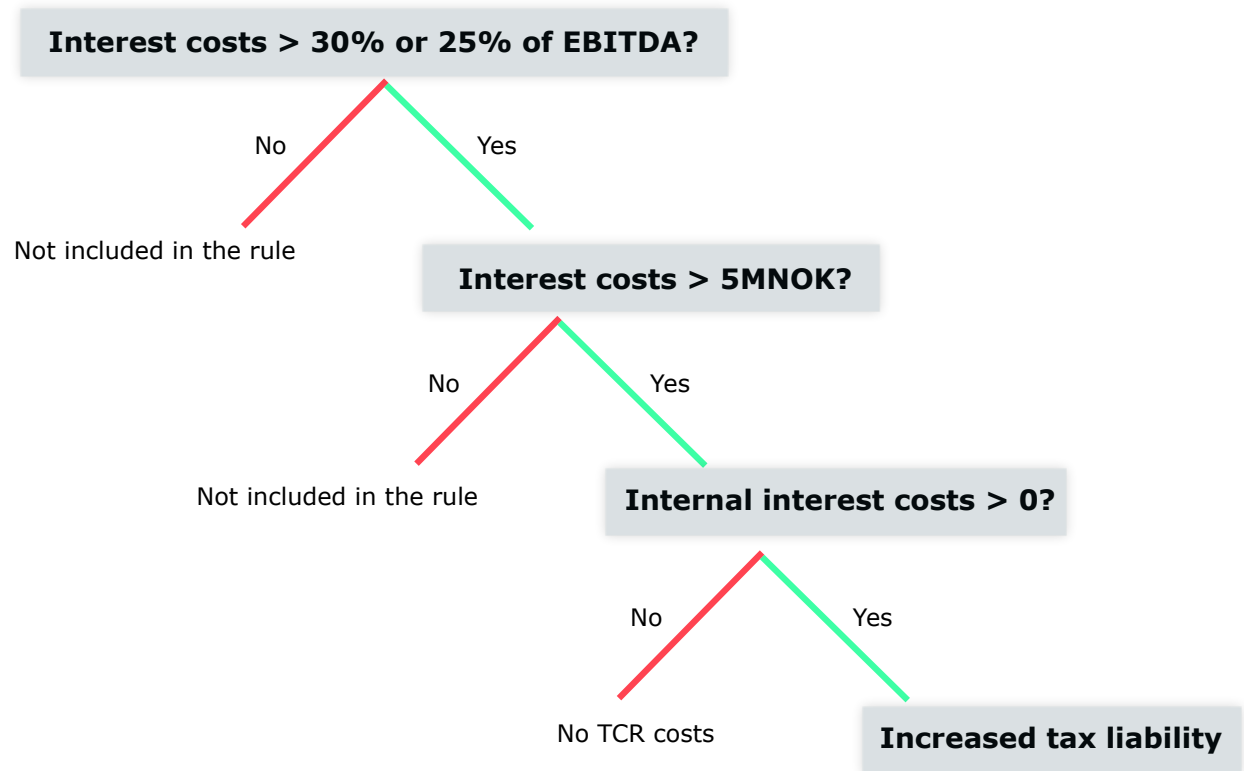 Interest costs > 30% or 25% of EBITDA?
No
Yes
Not included in the rule
Interest costs > 5MNOK?
No
Yes
Not included in the rule
Internal interest costs > 0?
No
Yes
No TCR costs
Increased tax liability